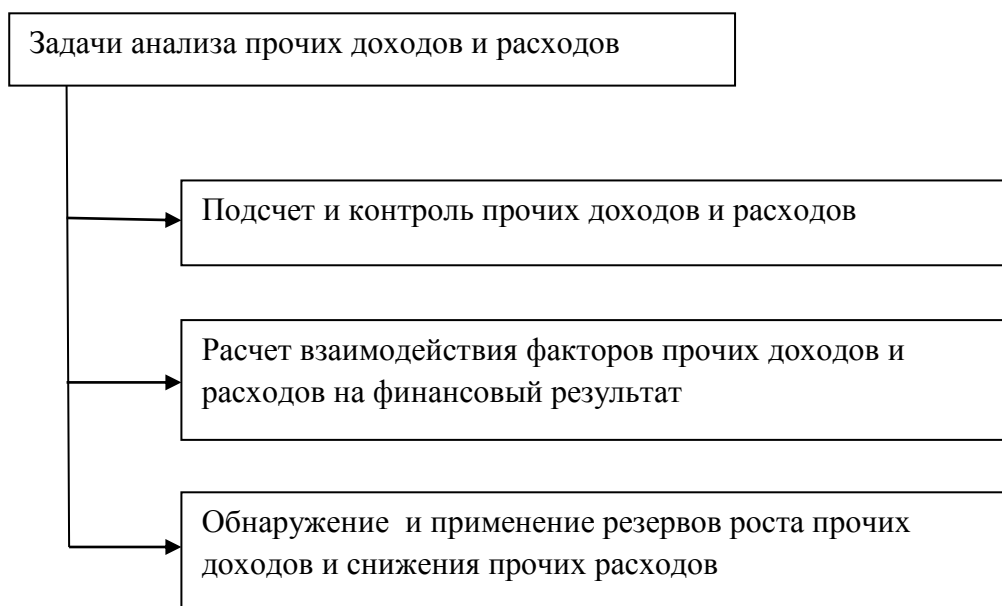 Задачи анализа прочих доходов и расходов
Подсчет и контроль прочих доходов и расходов
Расчет взаимодействия факторов прочих доходов и
расходов на финансовый результат
Обнаружение  и применение резервов роста прочих
доходов и снижения прочих расходов